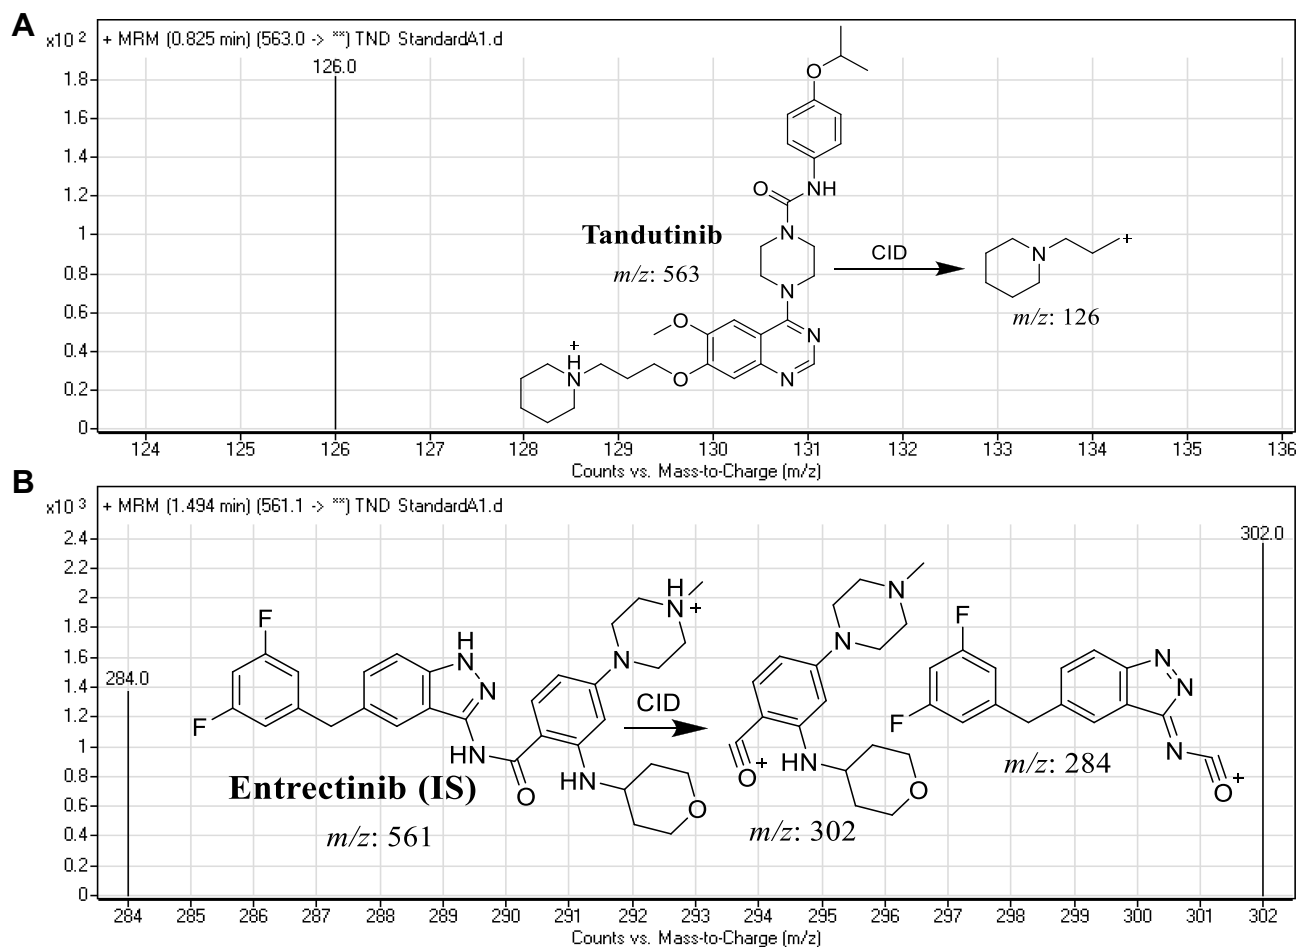 A
x10 2
+ MRM (0.825 min) (563.0 -> **) TND StandardA1.d
126.0
1.8
1.6
1.4
1.2
1
0.8
0.6
0.4
0.2
0
O
O
NH
N
N
N
N
O
O
H
N
+
Tandutinib
m/z: 563
CID
N
+
m/z: 126
124 125 126 127 128 129 130 131 132 133 134 135 136
Counts vs. Mass-to-Charge (m/z)
B
x10 3
+ MRM (1.494 min) (561.1 -> **) TND StandardA1.d
302.0
284.0
2.4
2.2
2
1.8
1.6
1.4
1.2
1
0.8
0.6
0.4
0.2
0
F
F
H
N
N
HN
O
HN
O
N
H
N
+
Entrectinib (IS)
m/z: 561
CID
N
N
O
+
HN
O
m/z: 302
F
F
N
N
N
O
+
m/z: 284
284 285 286 287 288 289 290 291 292 293 294 295 296 297 298 299 300 301 302
Counts vs. Mass-to-Charge (m/z)